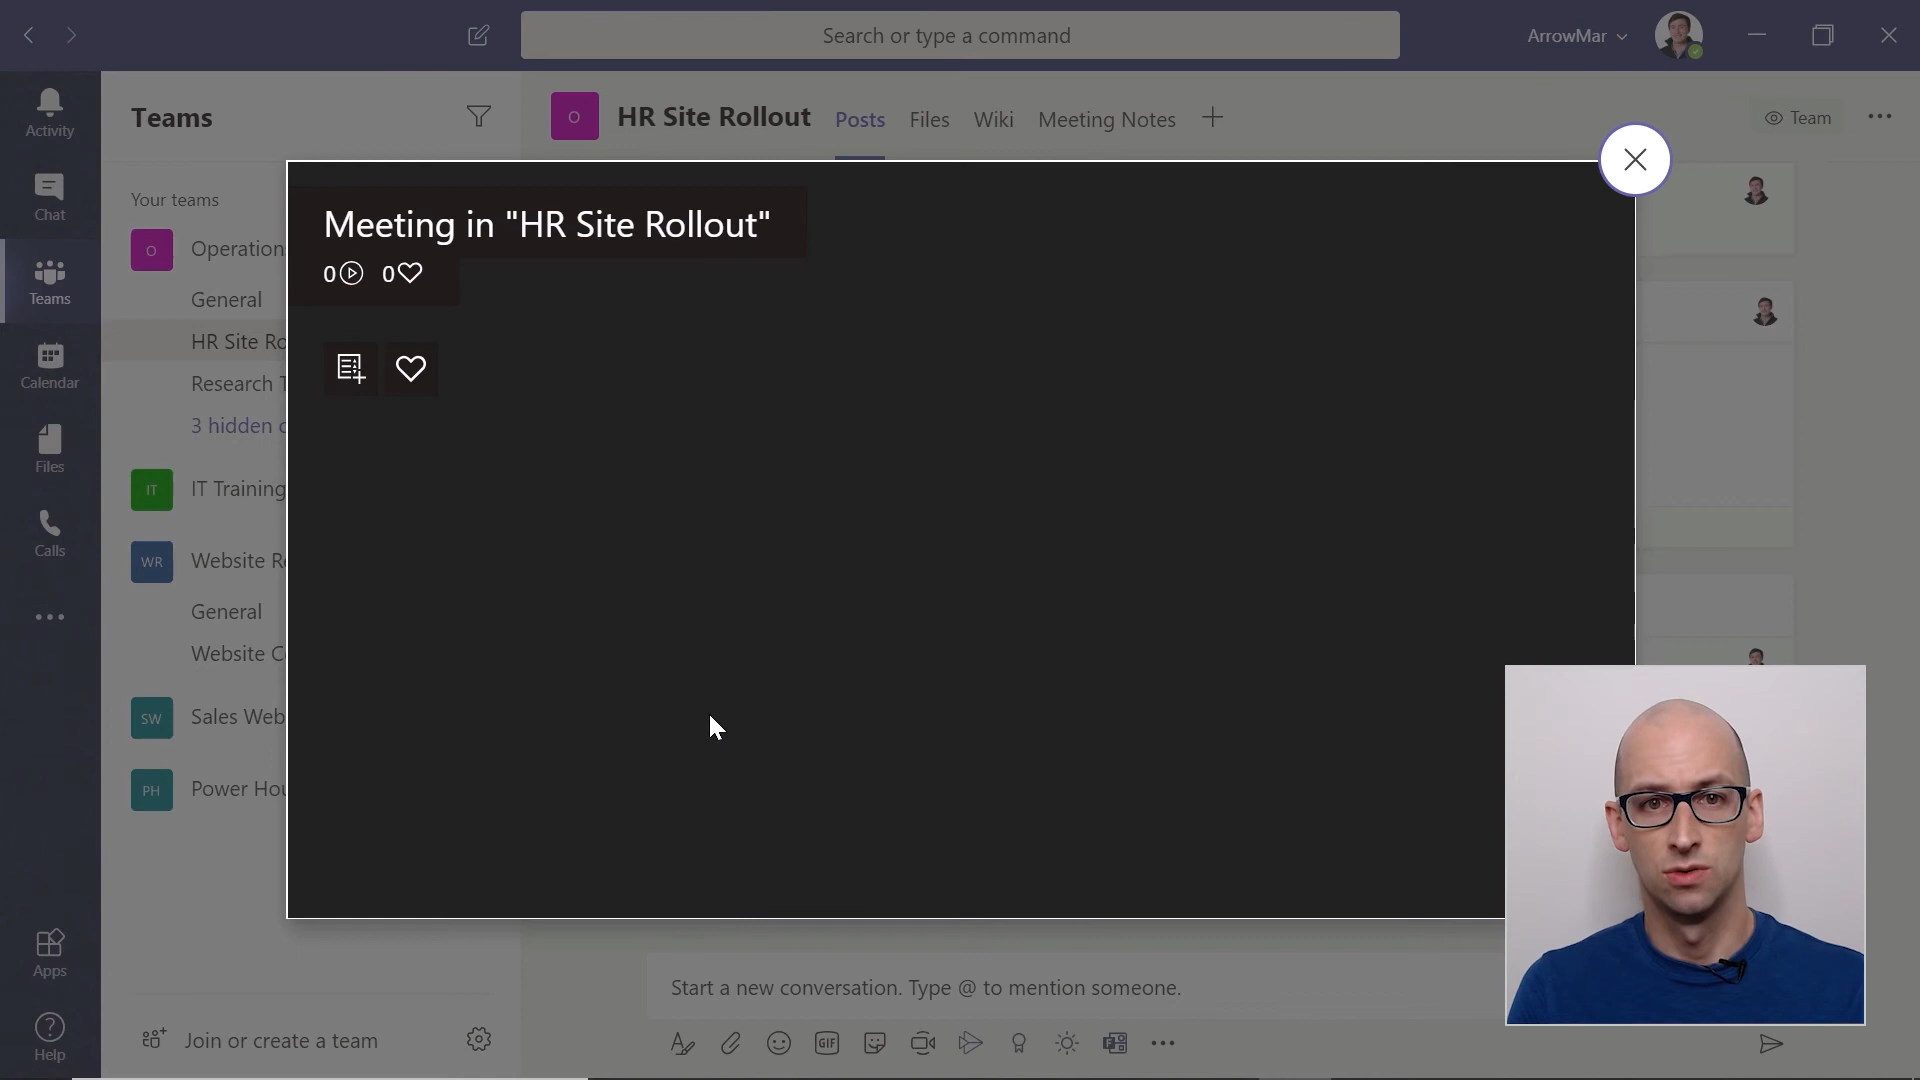 Search or type a command
ArrowMar
Activity
Chat
Teams
Calendar
Files
Calls
Apps
Help
Teams
Your teams
O
Operation
General
HR Site Ro
Research T
3 hidden c
IT
IT Training
WR
Website Ro
General
Website Co
SW
Sales Web
PH
Power Hou
Join or create a team
O
HR Site Rollout
Posts
Files
Wiki
Meeting Notes
Team
Meeting in "HR Site Rollout"
0
0
Start a new conversation. Type @ to mention someone.
GIF